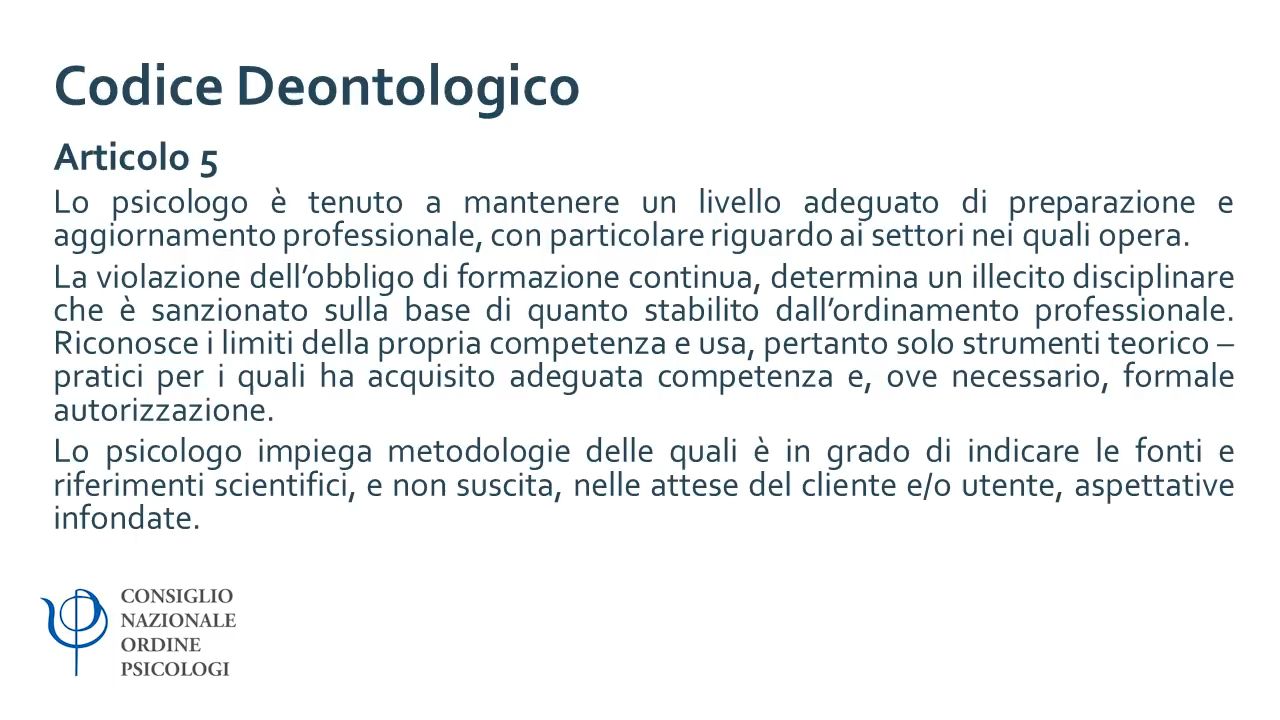 Codice Deontologico
Articolo 5
Lo psicologo è tenuto a mantenere un livello adeguato di preparazione e
aggiornamento professionale, con particolare riguardo ai settori nei quali opera.
La violazione dell’obbligo di formazione continua, determina un illecito disciplinare
che è sanzionato sulla base di quanto stabilito dall’ordinamento professionale.
Riconosce i limiti della propria competenza e usa, pertanto solo strumenti teorico –
pratici per i quali ha acquisito adeguata competenza e, ove necessario, formale
autorizzazione.
Lo psicologo impiega metodologie delle quali è in grado di indicare le fonti e
riferimenti scientifici, e non suscita, nelle attese del cliente e/o utente, aspettative
infondate.
CONSIGLIO
NAZIONALE
ORDINE
PSICOLOGI